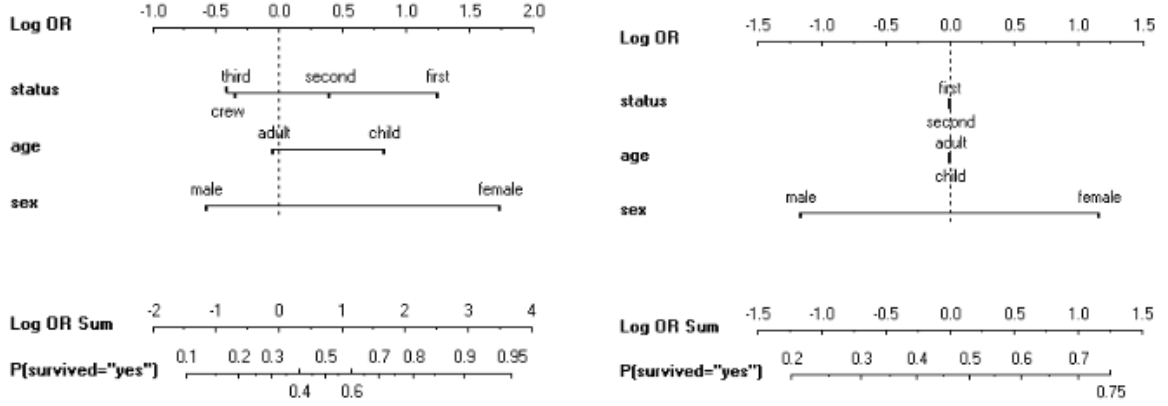 Log OR -1.0 -0.5 0.0 0.5 1.0 1.5 2.0
third second first
status
crew
adult child
age
male female
sex
Log OR Sum -2 -1 0 1 2 3 4
P(survived="yes") 0.1 0.2 0.3 0.5 0.7 0.8 0.9 0.95
0.4 0.6
Log OR -1.5 -1.0 -0.5 0.0 0.5 1.0 1.5
first
status
second
adult
age
child
male female
sex
Log OR Sum -1.5 -1.0 -0.5 0.0 0.5 1.0 1.5
P(survived="yes") 0.2 0.3 0.4 0.5 0.6 0.7
0.75